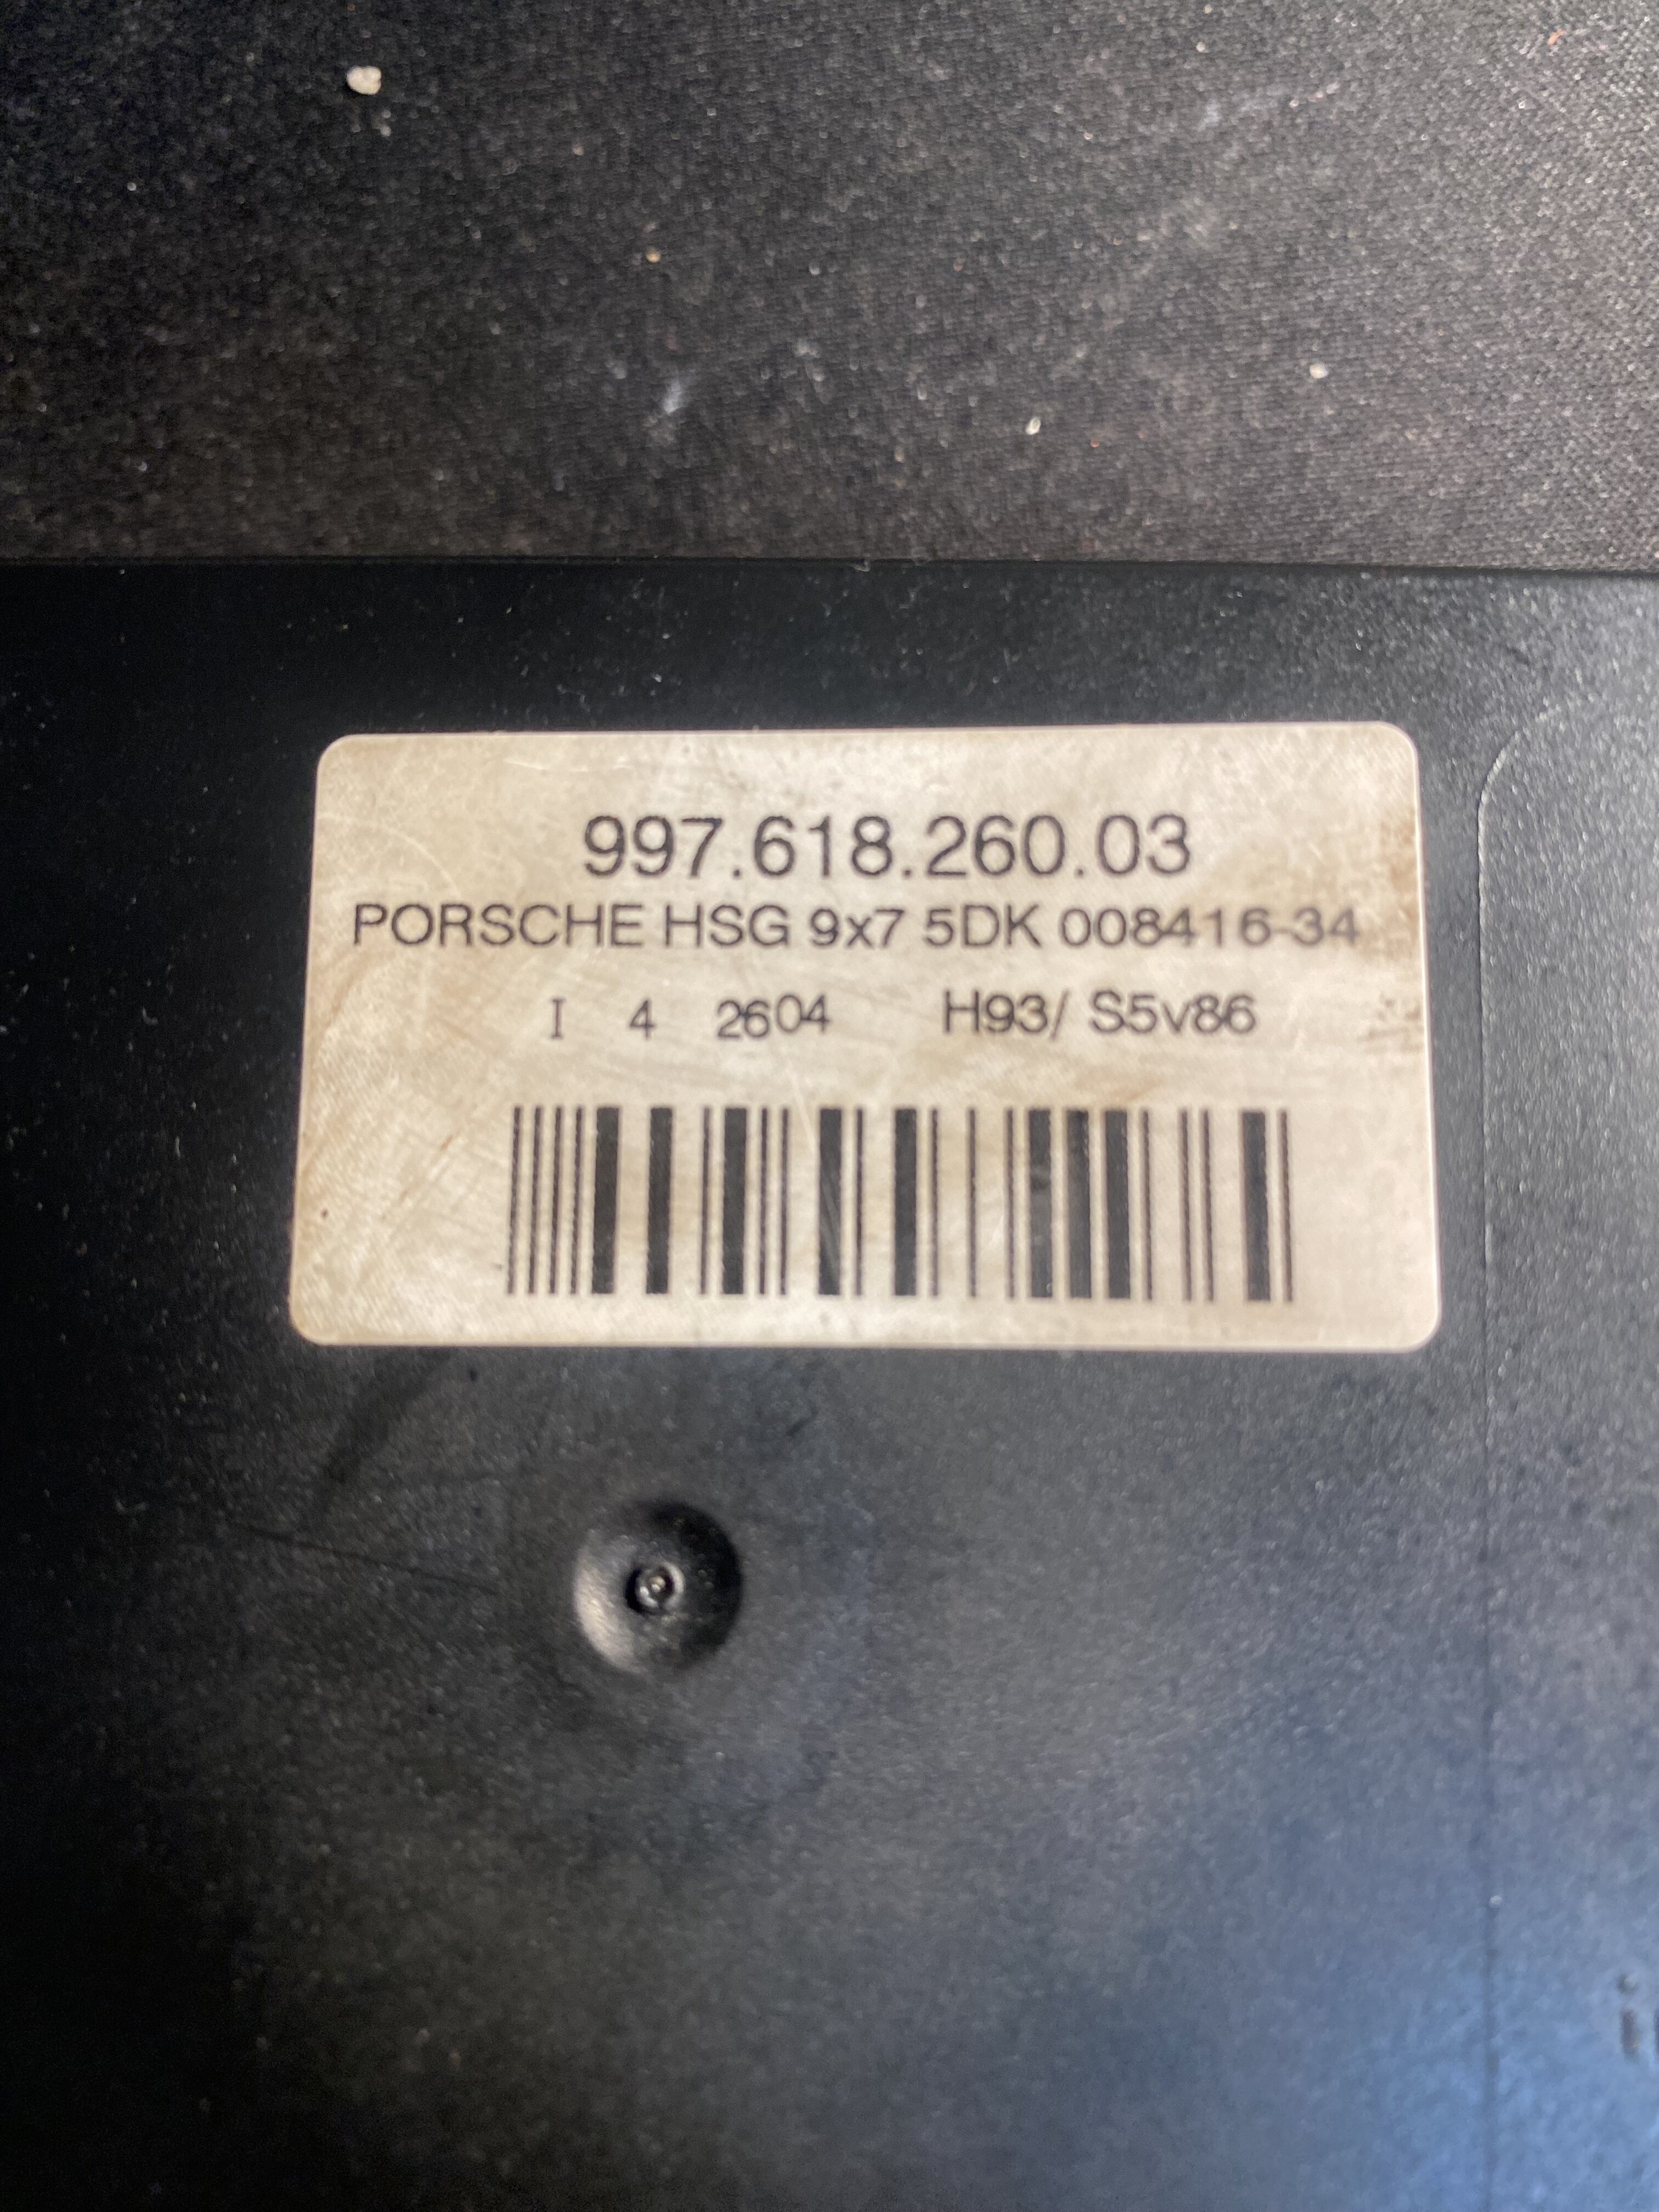 997.618.260.03
PORSCHE HSG 9x7 5DK 008416-34
I 4 2604 H93/ S5v86